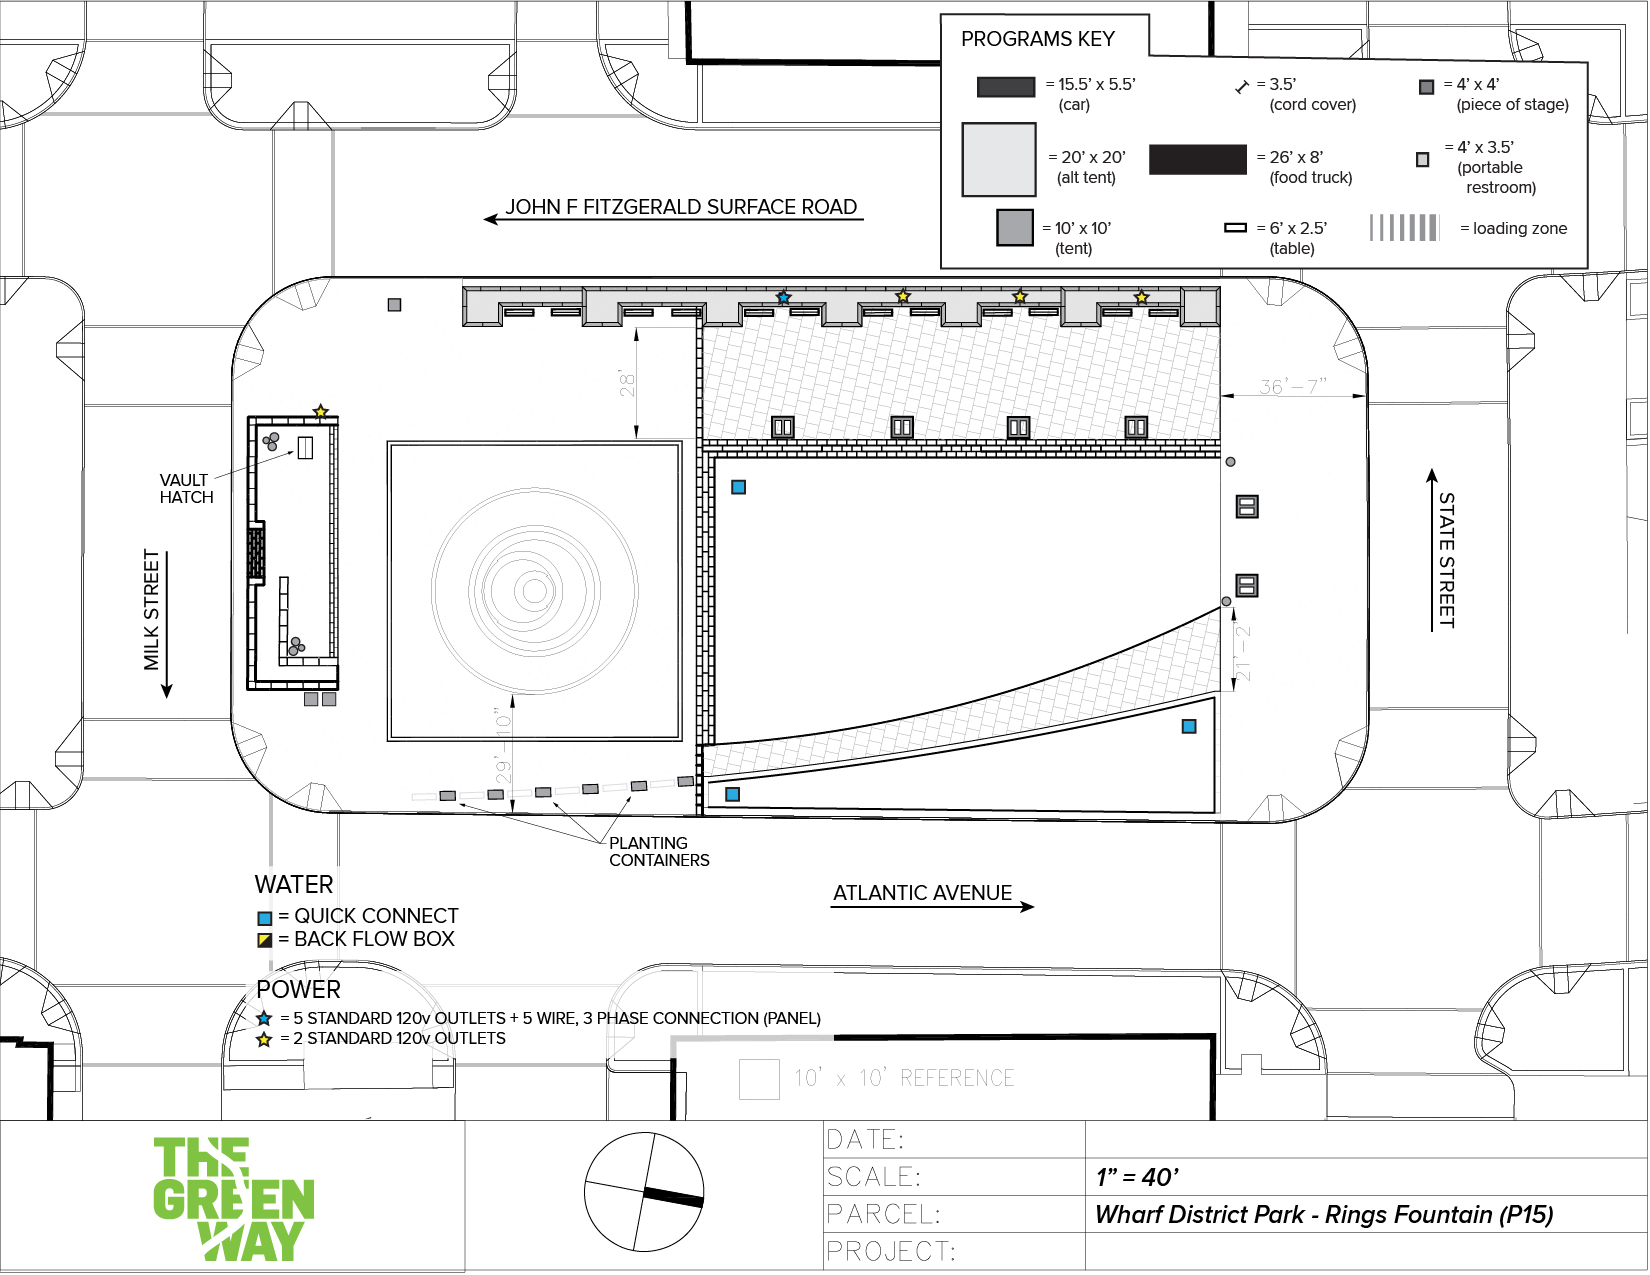 PROGRAMS KEY
= 15.5’ x 5.5’
(car)
= 3.5’
(cord cover)
= 4’ x 4’
(piece of stage)
= 20’ x 20’
(alt tent)
= 26’ x 8’
(food truck)
= 4’ x 3.5’
(portable
restroom)
= 10’ x 10’
(tent)
= 6’ x 2.5’
(table)
= loading zone
JOHN F FITZGERALD SURFACE ROAD
28’
36’-7”
VAULT
HATCH
MILK STREET
STATE STREET
21’-2
29’-10”
PLANTING
CONTAINERS
ATLANTIC AVENUE
WATER
= QUICK CONNECT
= BACK FLOW BOX
POWER
= 5 STANDARD 120v OUTLETS + 5 WIRE, 3 PHASE CONNECTION (PANEL)
= 2 STANDARD 120v OUTLETS
10’ x 10’ REFERENCE
THE
GREEN
WAY
DATE:
SCALE: 1” = 40’
PARCEL: Wharf District Park - Rings Fountain (P15)
PROJECT: